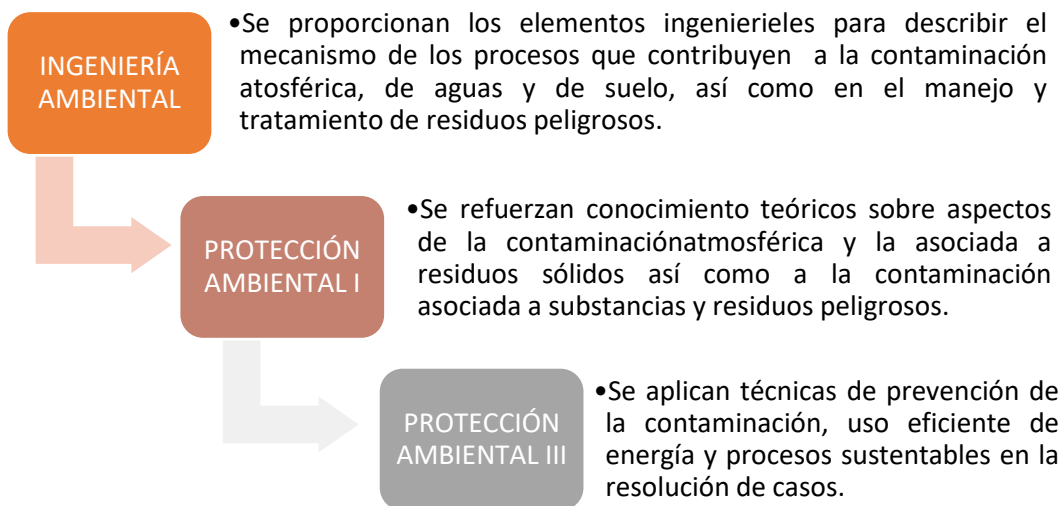 INGENIERÍA
AMBIENTAL
•Se proporcionan los elementos ingenierieles para describir el
mecanismo de los procesos que contribuyen a la contaminación
atosférica, de aguas y de suelo, así como en el manejo y
tratamiento de residuos peligrosos.
PROTECCIÓN
AMBIENTAL I
•Se refuerzan conocimiento teóricos sobre aspectos
de la contaminaciónatmosférica y la asociada a
residuos sólidos así como a la contaminación
asociada a substancias y residuos peligrosos.
PROTECCIÓN
AMBIENTAL III
•Se aplican técnicas de prevención de
la contaminación, uso eficiente de
energía y procesos sustentables en la
resolución de casos.